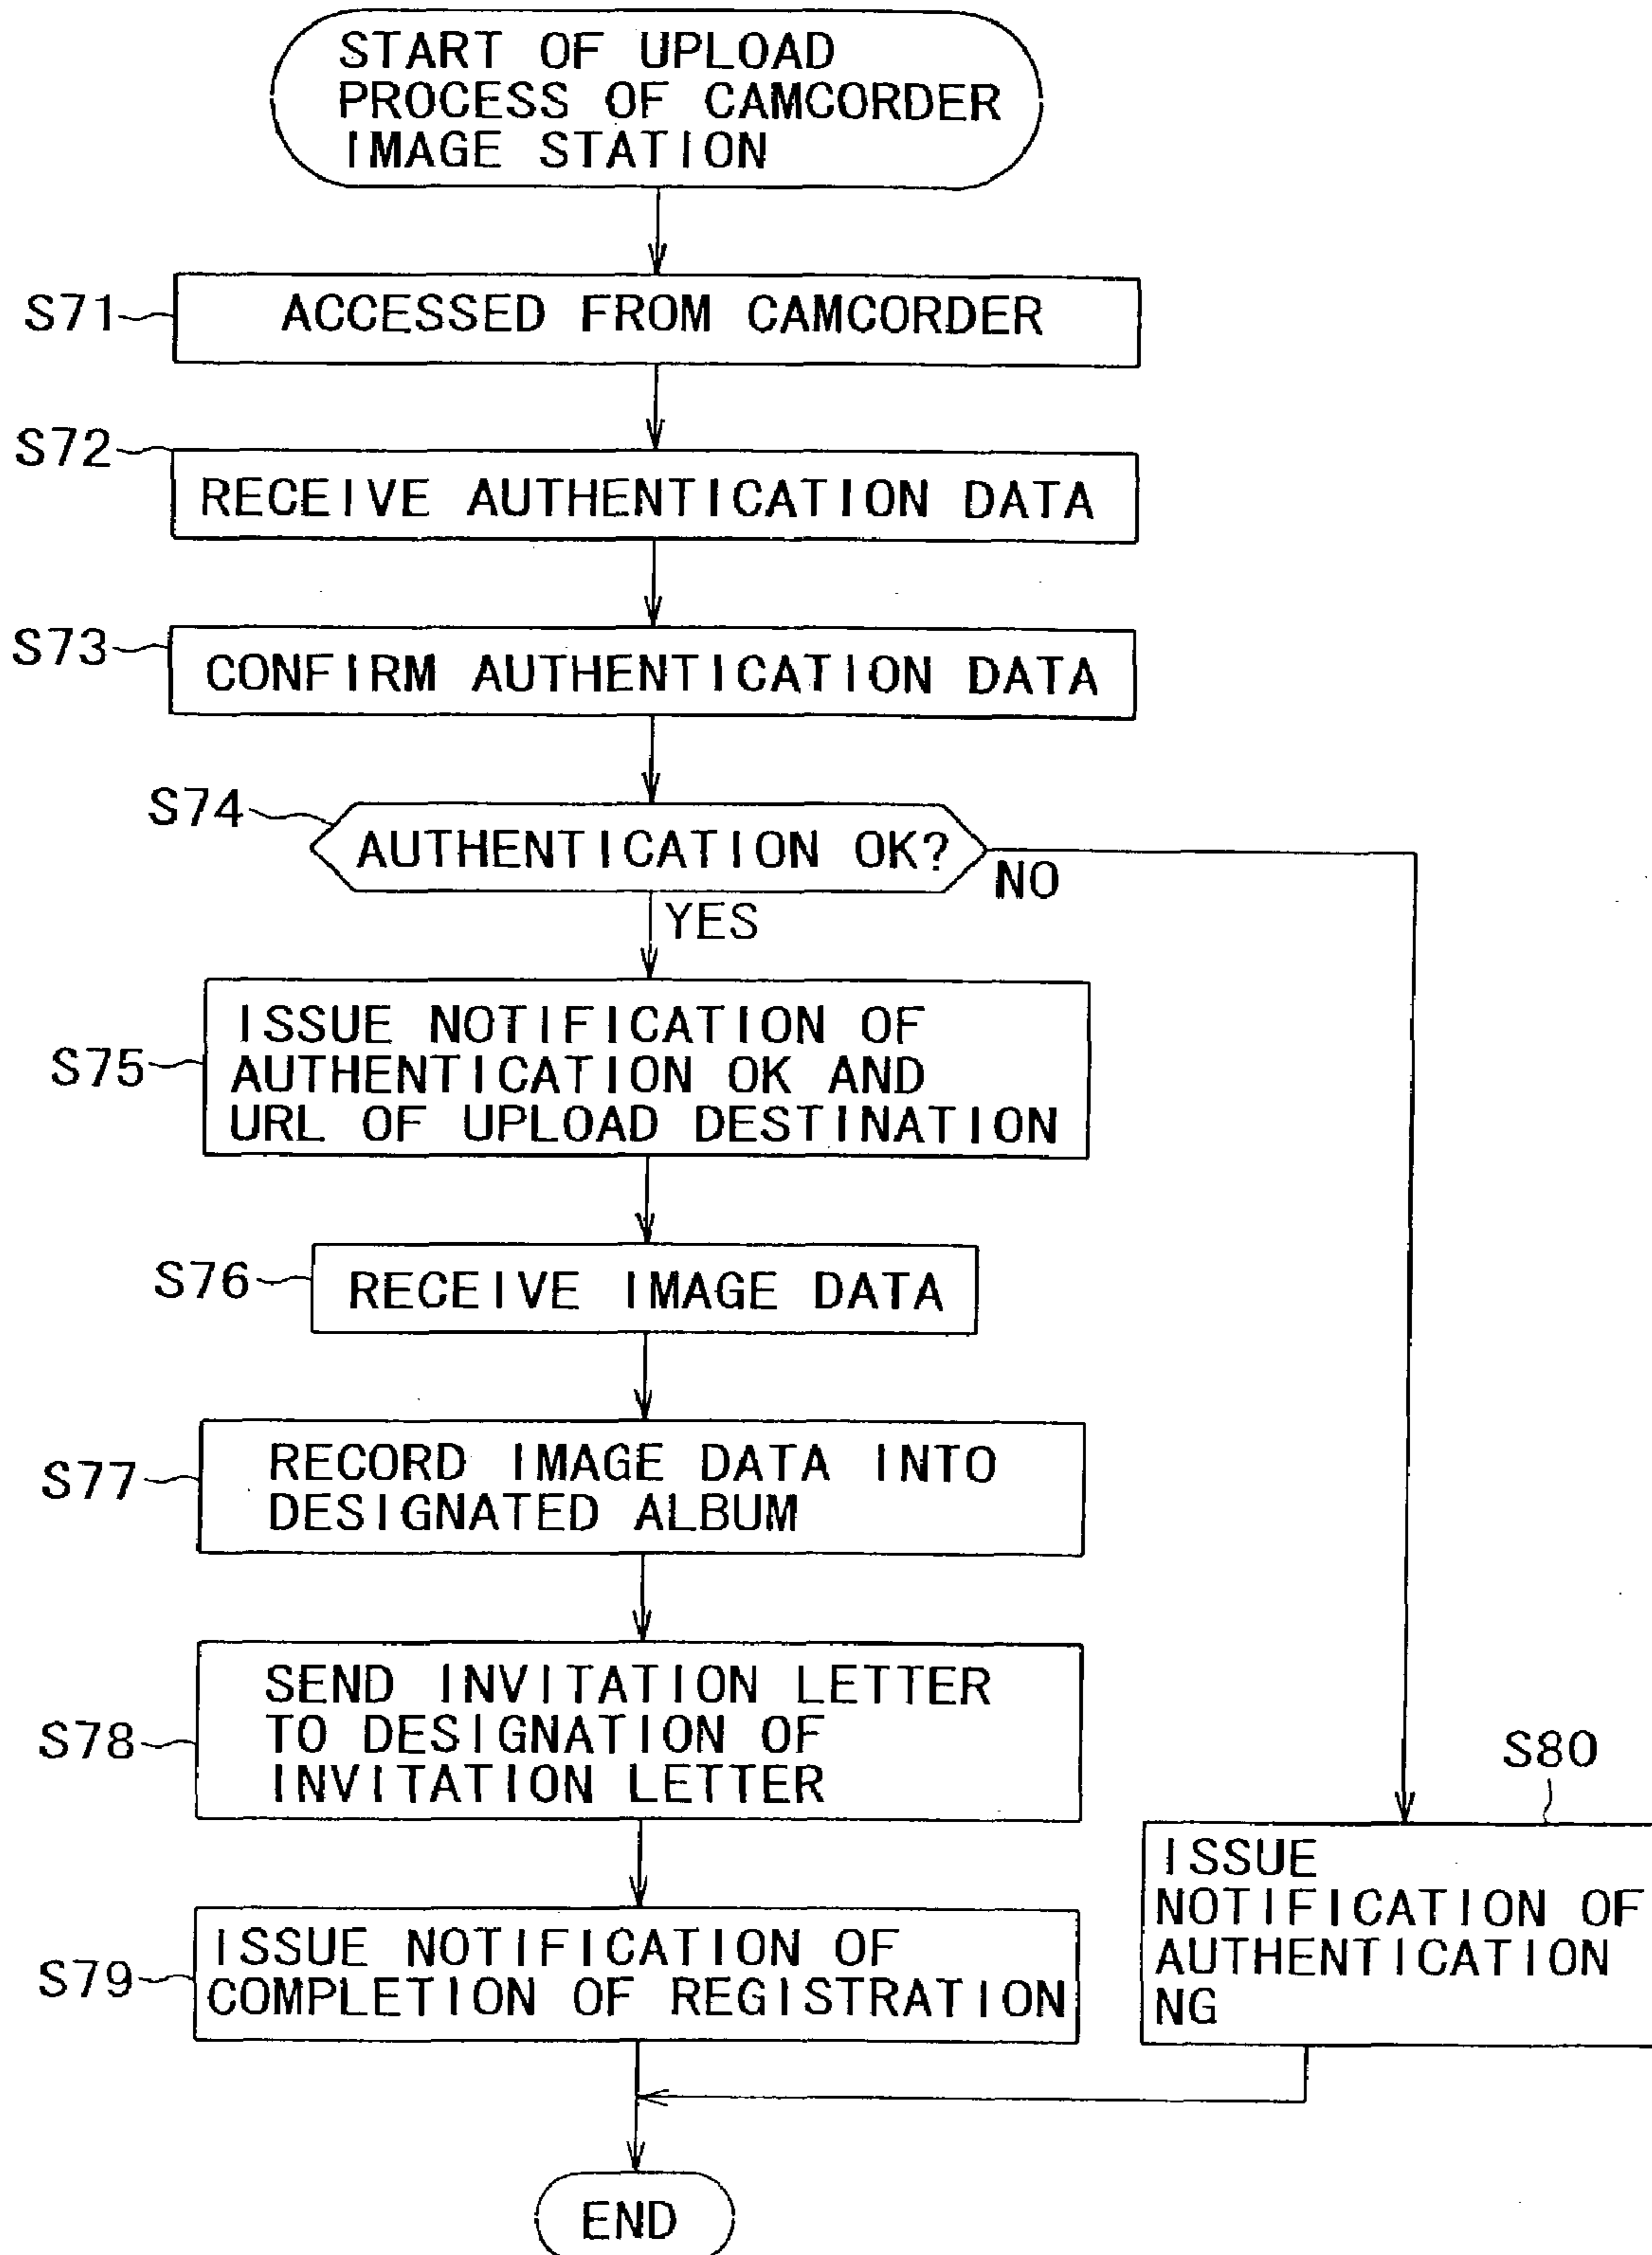 START OF UPLOAD
PROCESS OF CAMCORDER
IMAGE STATION
S71
ACCESSED FROM CAMCORDER
S72
RECEIVE AUTHENTICATION DATA
S73
CONFIRM AUTHENTICATION DATA
S74
AUTHENTICATION OK?
NO
YES
S75
ISSUE NOTIFICATION OF
AUTHENTICATION OK AND
URL OF UPLOAD DESTINATION
S76
RECEIVE IMAGE DATA
S77
RECORD IMAGE DATA INTO
DESIGNATED ALBUM
S78
SEND INVITATION LETTER
TO DESIGNATION OF
INVITATION LETTER
S80
ISSUE
NOTIFICATION OF
AUTHENTICATION
NG
S79
ISSUE NOTIFICATION OF
COMPLETION OF REGISTRATION
END